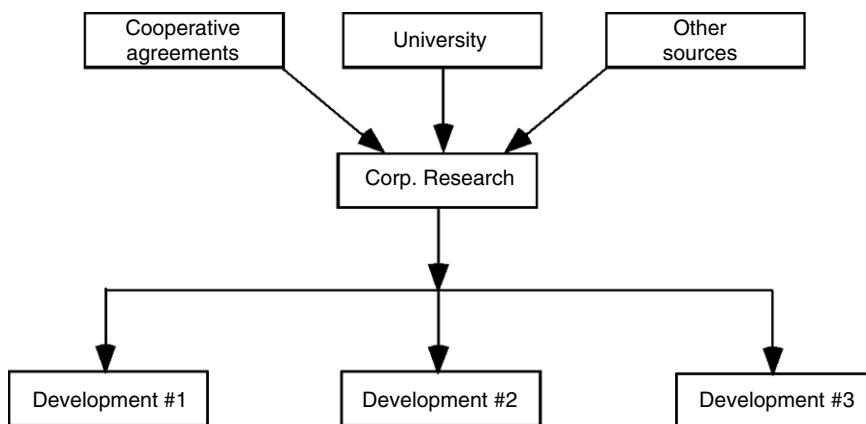 Cooperative
agreements
University
Other
sources
Corp. Research
Development #1
Development #2
Development #3